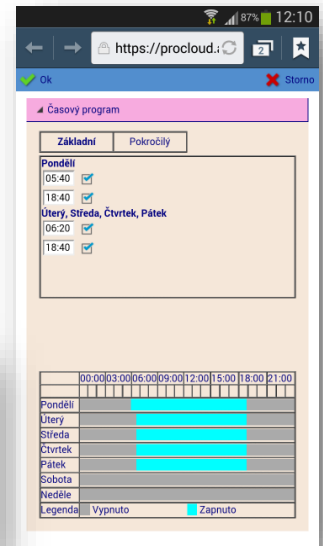 87% 12:10
https://procloud.i
2
Ok Storno
Časový program
Základní Pokročilý
Pondělí
05:40
18:40
Úterý, Středa, Čtvrtek, Pátek
06:20
18:40
00:00 03:00 06:00 09:00 12:00 15:00 18:00 21:00
Pondělí
Úterý
Středa
Čtvrtek
Pátek
Sobota
Neděle
Legenda Vypnuto Zapnuto